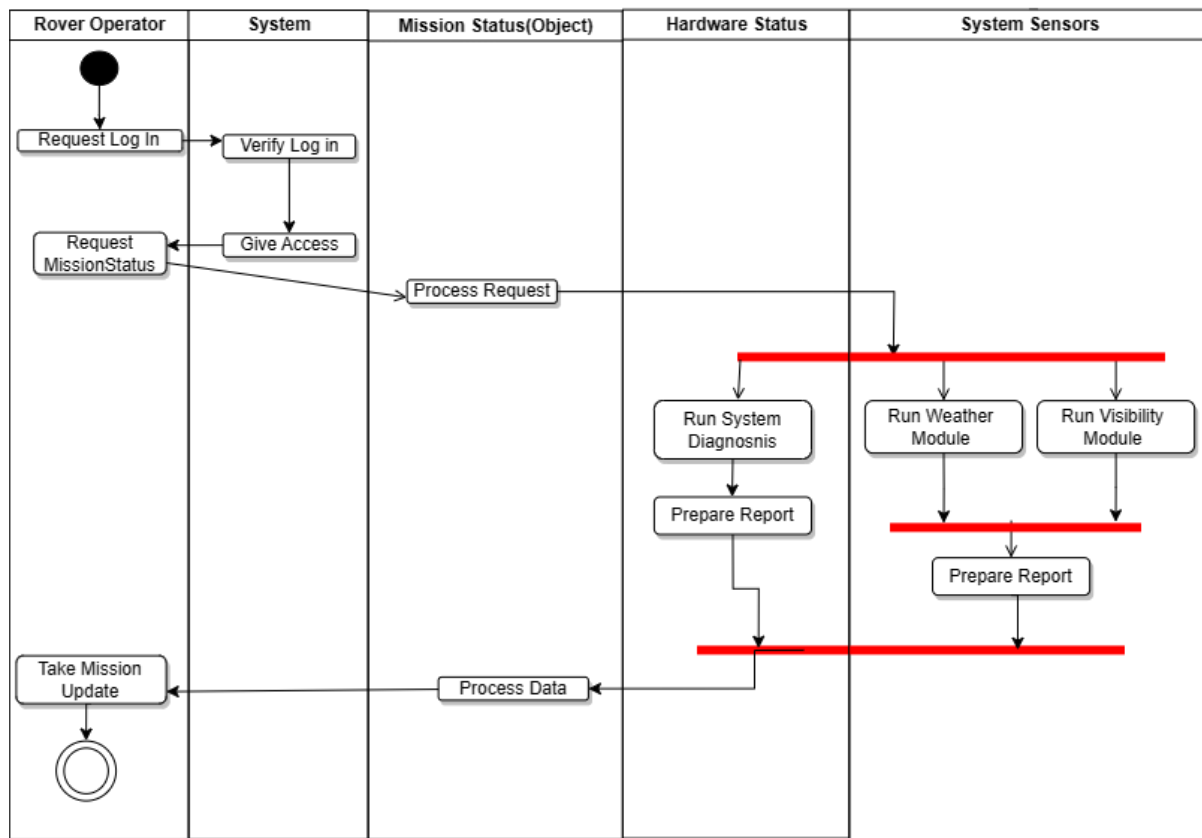 Rover Operator
System
Mission Status(Object)
Hardware Status
System Sensors
Request Log In
Verify Log in
Request
MissionStatus
Give Access
Process Request
Run System
Diagnosnis
Run Weather
Module
Run Visibility
Module
Prepare Report
Prepare Report
Take Mission
Update
Process Data